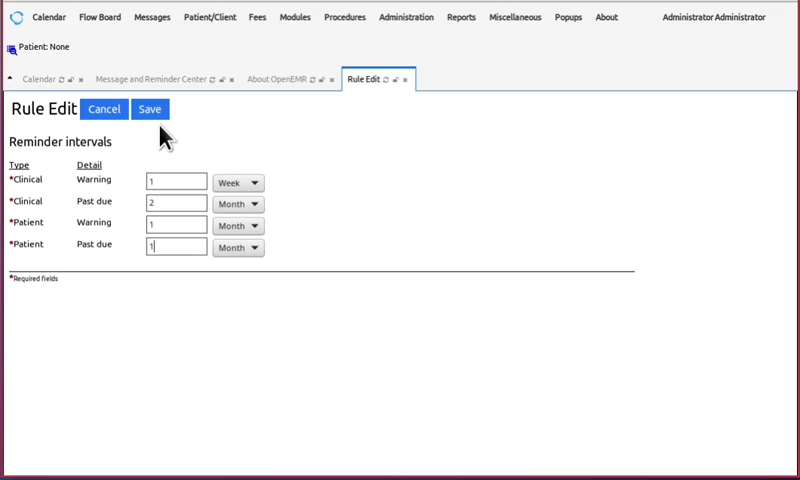 Calendar Flow Board Messages Patient/Client Fees Modules Procedures Administration Reports Miscellaneous Popups About Administrator Administrator
Patient: None
Calendar Message and Reminder Center About OpenEMR Rule Edit
Rule Edit Cancel Save
Reminder intervals
Type Detail
*Clinical Warning 1 Week
*Clinical Past due 2 Month
*Patient Warning 1 Month
*Patient Past due 1 Month
*Required fields